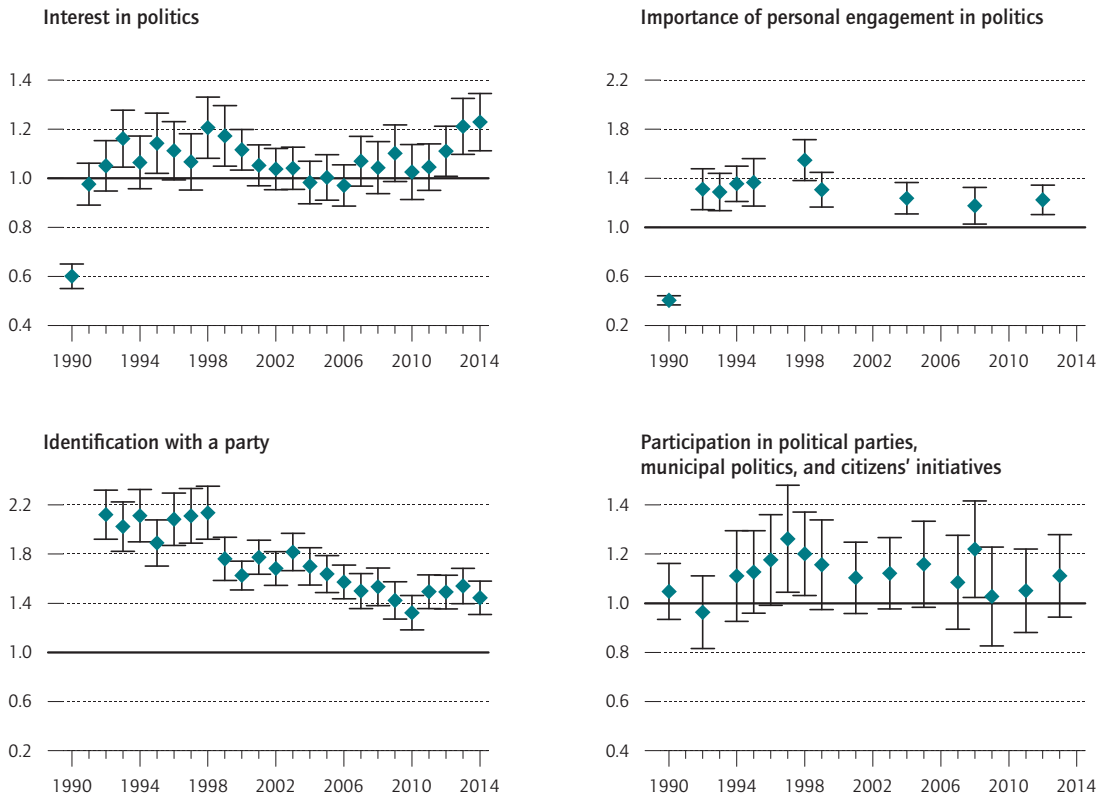 Interest in politics
1.4
1.2
1.0
0.8
0.6
0.4
1990 1994 1998 2002 2006 2010 2014
Importance of personal engagement in politics
2.2
1.8
1.4
1.0
0.6
0.2
1990 1994 1998 2002 2006 2010 2014
Identification with a party
2.2
1.8
1.4
1.0
0.6
0.2
1990 1994 1998 2002 2006 2010 2014
Participation in political parties,
municipal politics, and citizens’ initiatives
1.4
1.2
1.0
0.8
0.6
0.4
1990 1994 1998 2002 2006 2010 2014